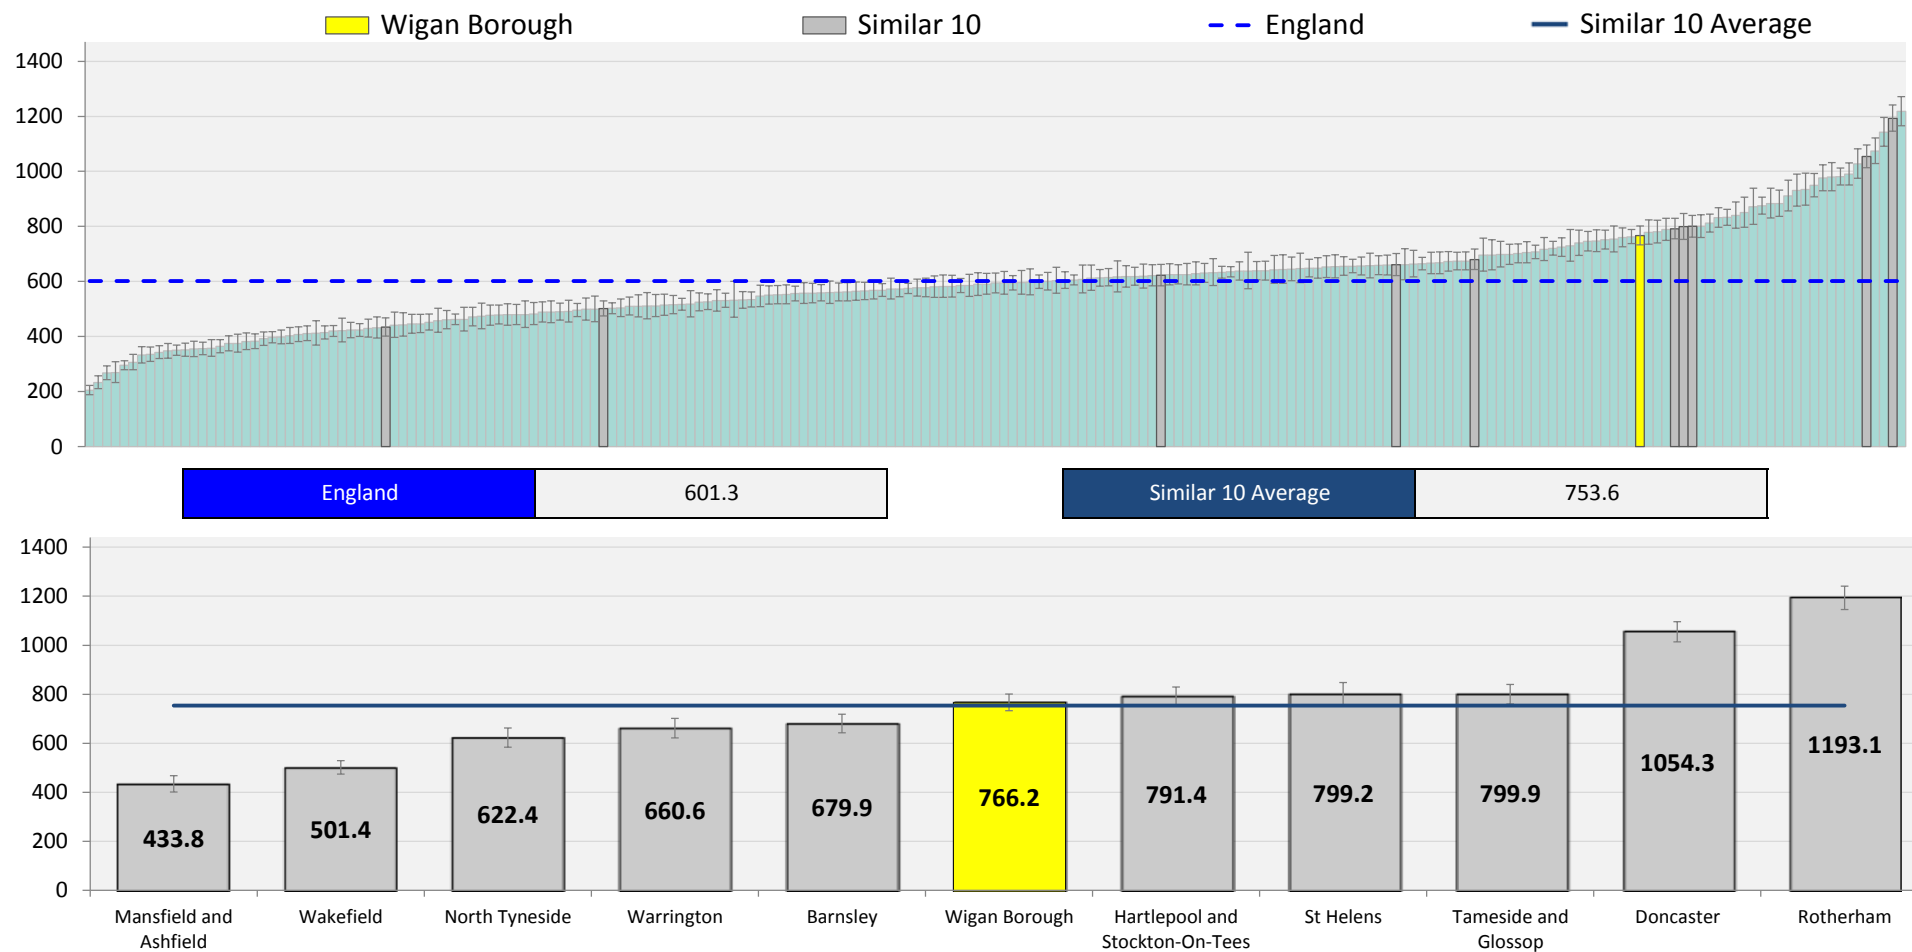 Wigan Borough
Similar 10
England
Similar 10 Average
1400
1200
1000
800
600
400
200
0
England
601.3
Similar 10 Average
753.6
1400
1200
1000
800
600
400
200
0
433.8
501.4
622.4
660.6
679.9
766.2
791.4
799.2
799.9
1054.3
1193.1
Mansfield and
Ashfield
Wakefield
North Tyneside
Warrington
Barnsley
Wigan Borough
Hartlepool and
Stockton-On-Tees
St Helens
Tameside and
Glossop
Doncaster
Rotherham